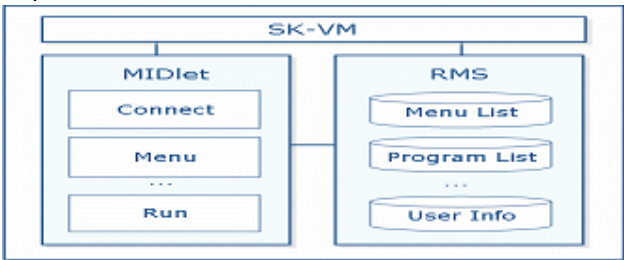 SK-VM
MIDlet
Connect
Menu
...
Run
RMS
Menu List
Program List
...
User Info